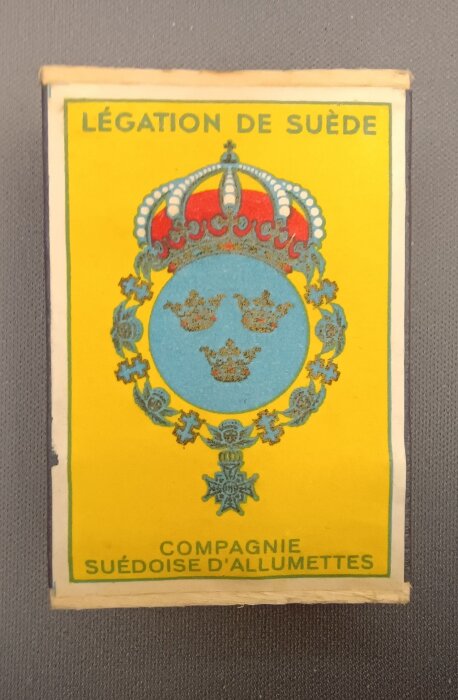 LÉGATION DE SUÈDE
COMPAGNIE
SUÉDOISE D'ALLUMETTES